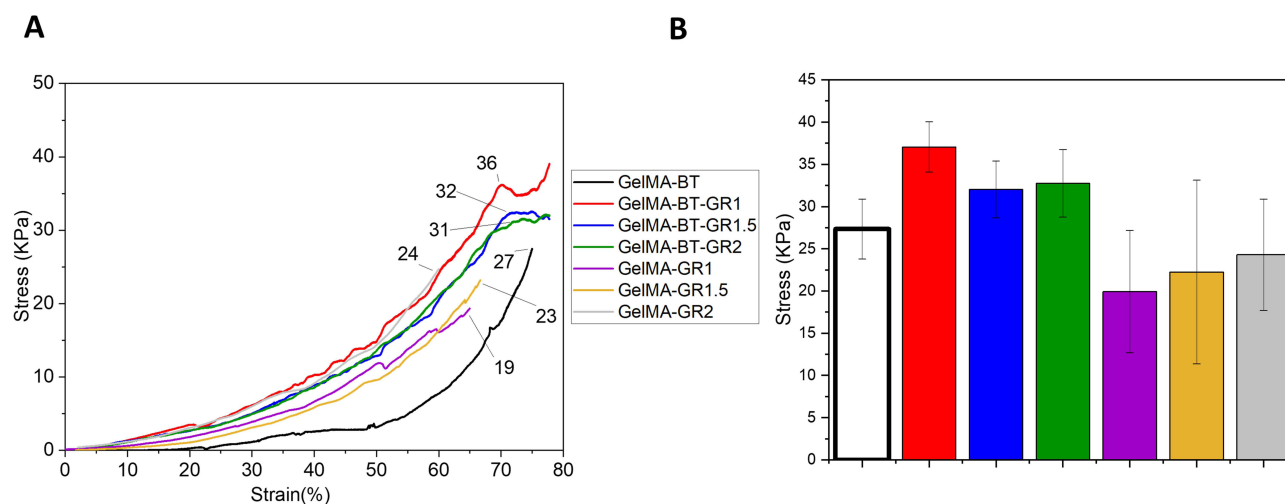 A
B
50
40
30
20
10
0
Stress (KPa)
0 10 20 30 40 50 60 70 80
Strain(%)
36
32
31
24
27
23
19
GelMA-BT
GelMA-BT-GR1
GelMA-BT-GR1.5
GelMA-BT-GR2
GelMA-GR1
GelMA-GR1.5
GelMA-GR2
45
40
35
30
25
20
15
10
5
0
Stress (KPa)